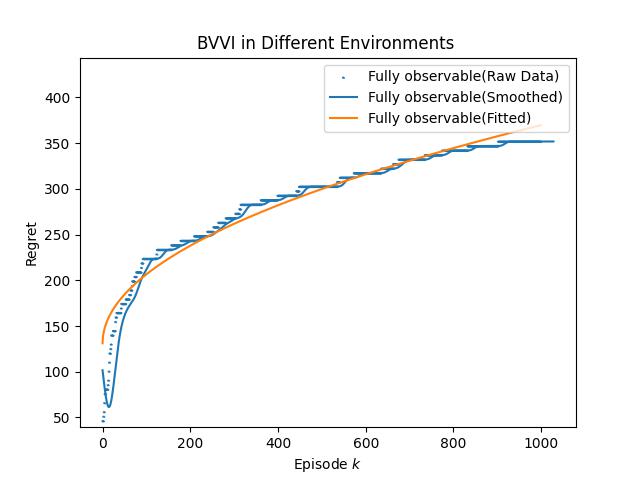 BVVI in Different Environments
Fully observable(Raw Data)
Fully observable(Smoothed)
Fully observable(Fitted)
Regret
400
350
300
250
200
150
100
50
0 200 400 600 800 1000
Episode k